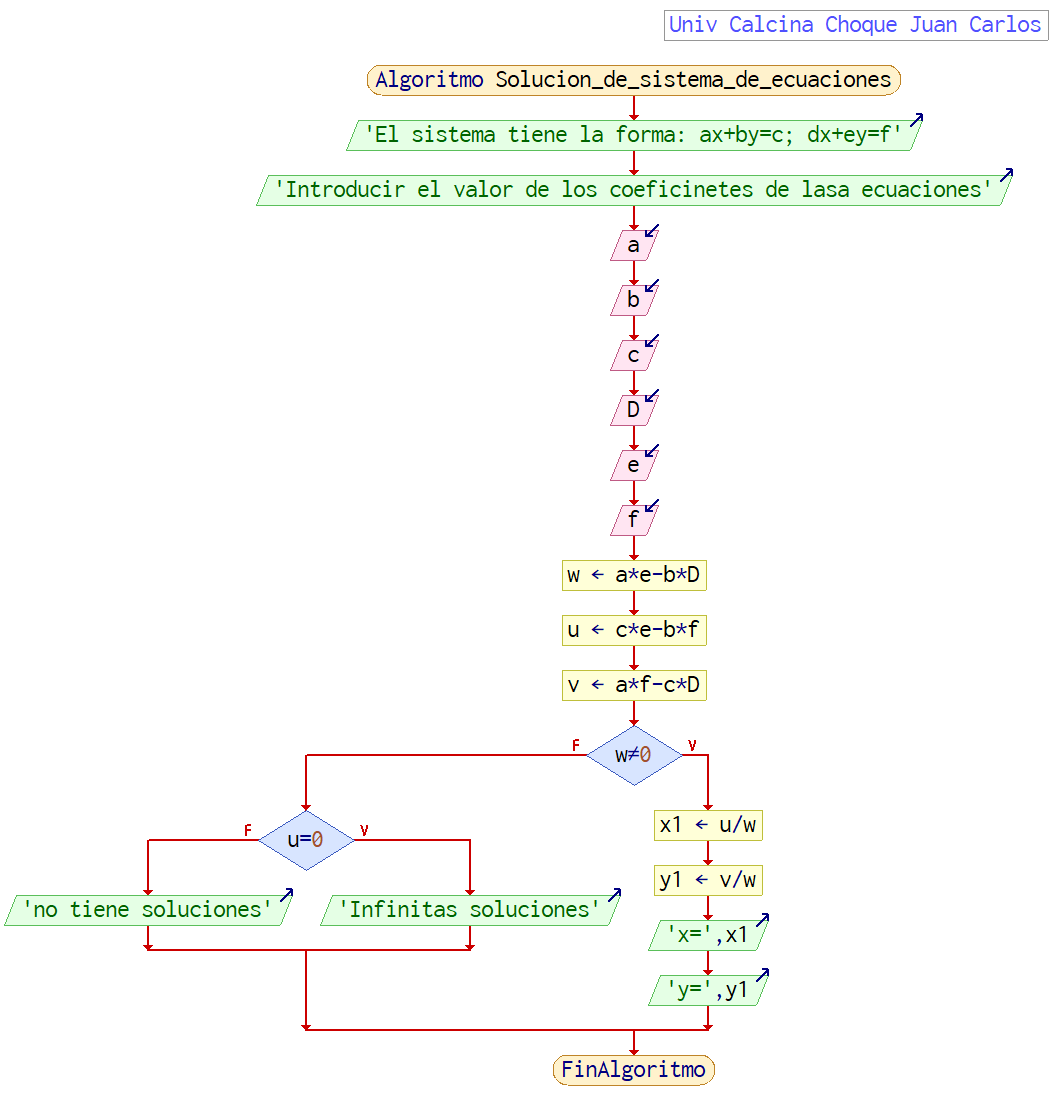 Univ Calcina Choque Juan Carlos
Algoritmo Solucion_de_sistema_de_ecuaciones
'El sistema tiene la forma: ax+by=c; dx+ey=f'
'Introducir el valor de los coeficinetes de lasa ecuaciones'
a
b
c
D
e
f
w ← a*e-b*D
u ← c*e-b*f
v ← a*f-c*D
F
w≠0
V
x1 ← u/w
F
u=0
V
y1 ← v/w
'no tiene soluciones'
'Infinitas soluciones'
'x=',x1
'y=',y1
FinAlgoritmo